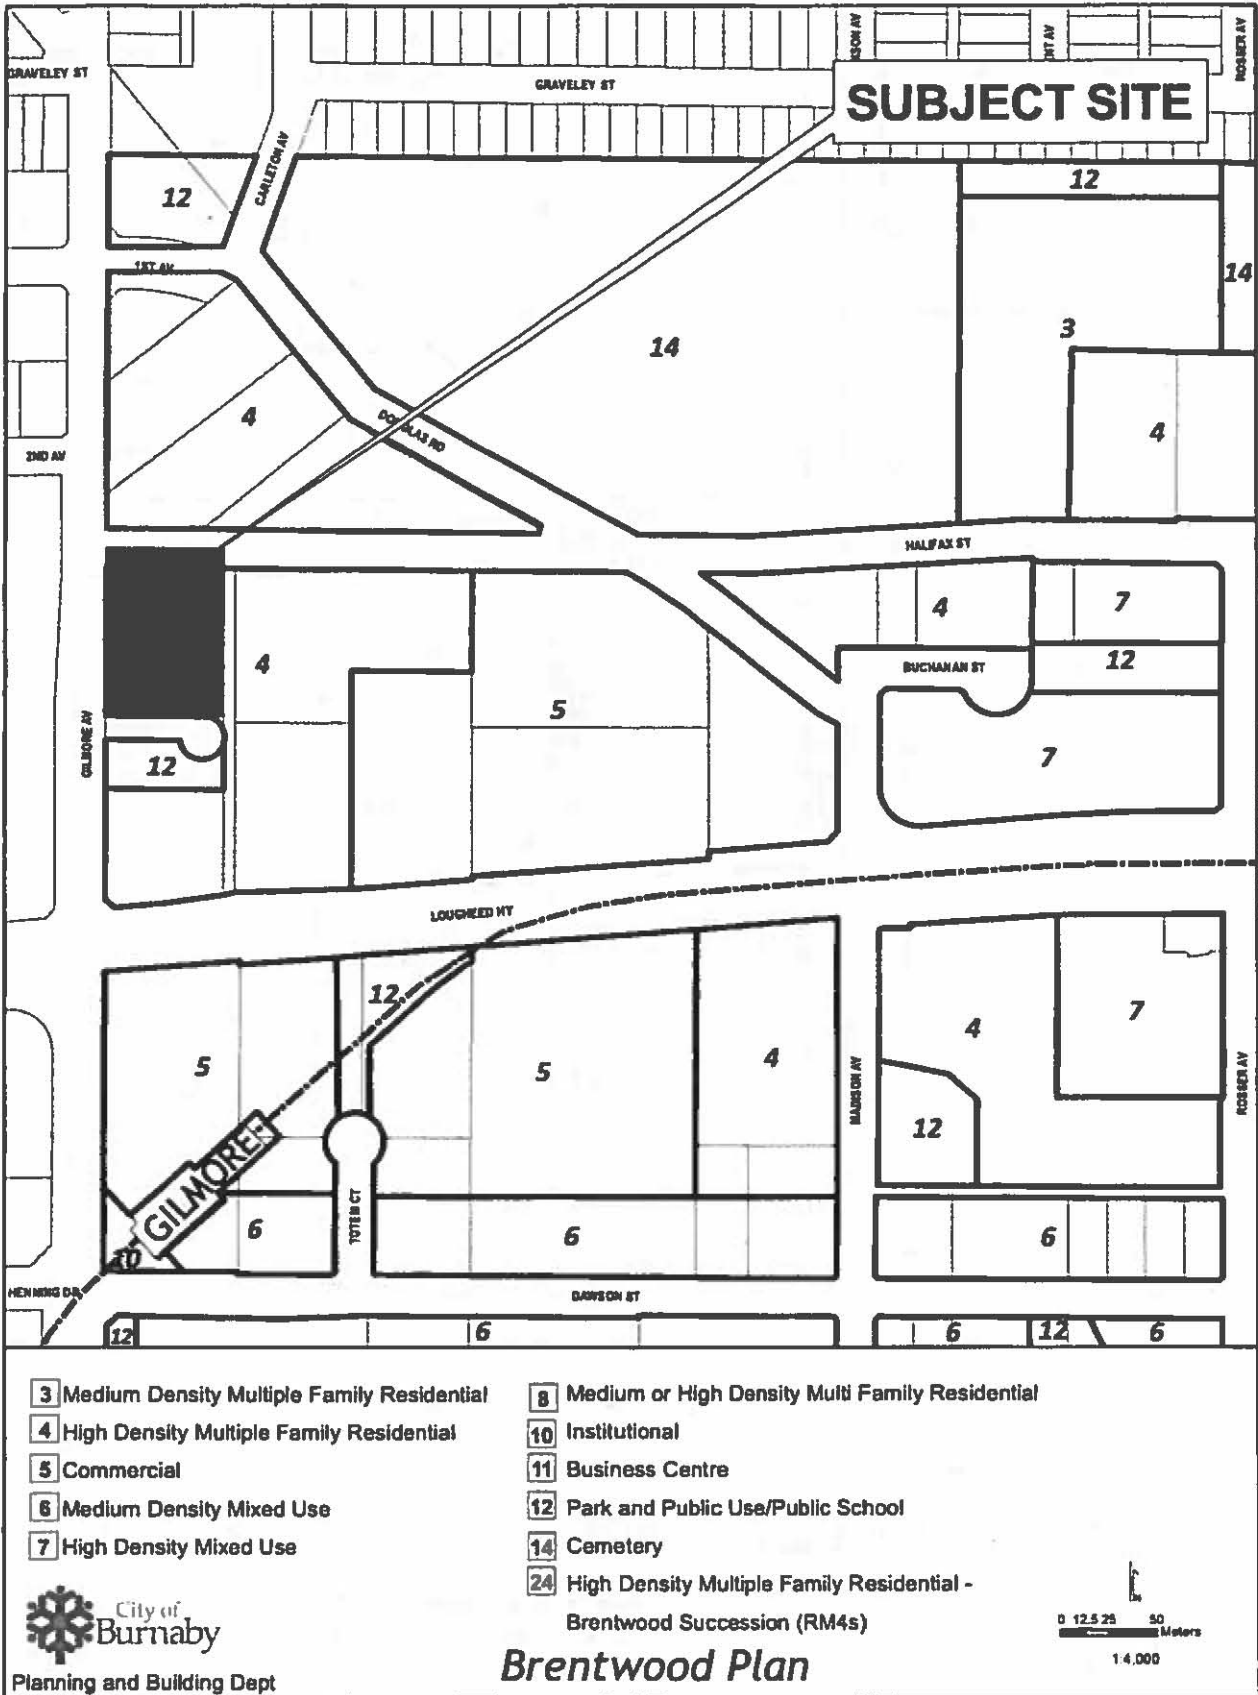 GRAVELEY ST
GRAVELEY ST
ROSSER AV
SUBJECT SITE
CARLETON AV
12
12
1ST AV
14
14
3
4
4
DOUGLAS RD
2ND AV
HALIFAX ST
4
7
4
BUCHANAN ST
12
5
GILMORE AV
12
7
LOUGHEED HY
12
5
5
4
4
7
MADISON AV
ROSSER AV
12
GILMORE
TOTEM CT
6
6
6
10
HENNING DR
DAWSON ST
12
6
6
12
6
3 Medium Density Multiple Family Residential
4 High Density Multiple Family Residential
5 Commercial
6 Medium Density Mixed Use
7 High Density Mixed Use
8 Medium or High Density Multi Family Residential
10 Institutional
11 Business Centre
12 Park and Public Use/Public School
14 Cemetery
24 High Density Multiple Family Residential -
Brentwood Succession (RM4s)
City of
Burnaby
Planning and Building Dept
Brentwood Plan
0 12.5 25 50
Meters
1:4,000